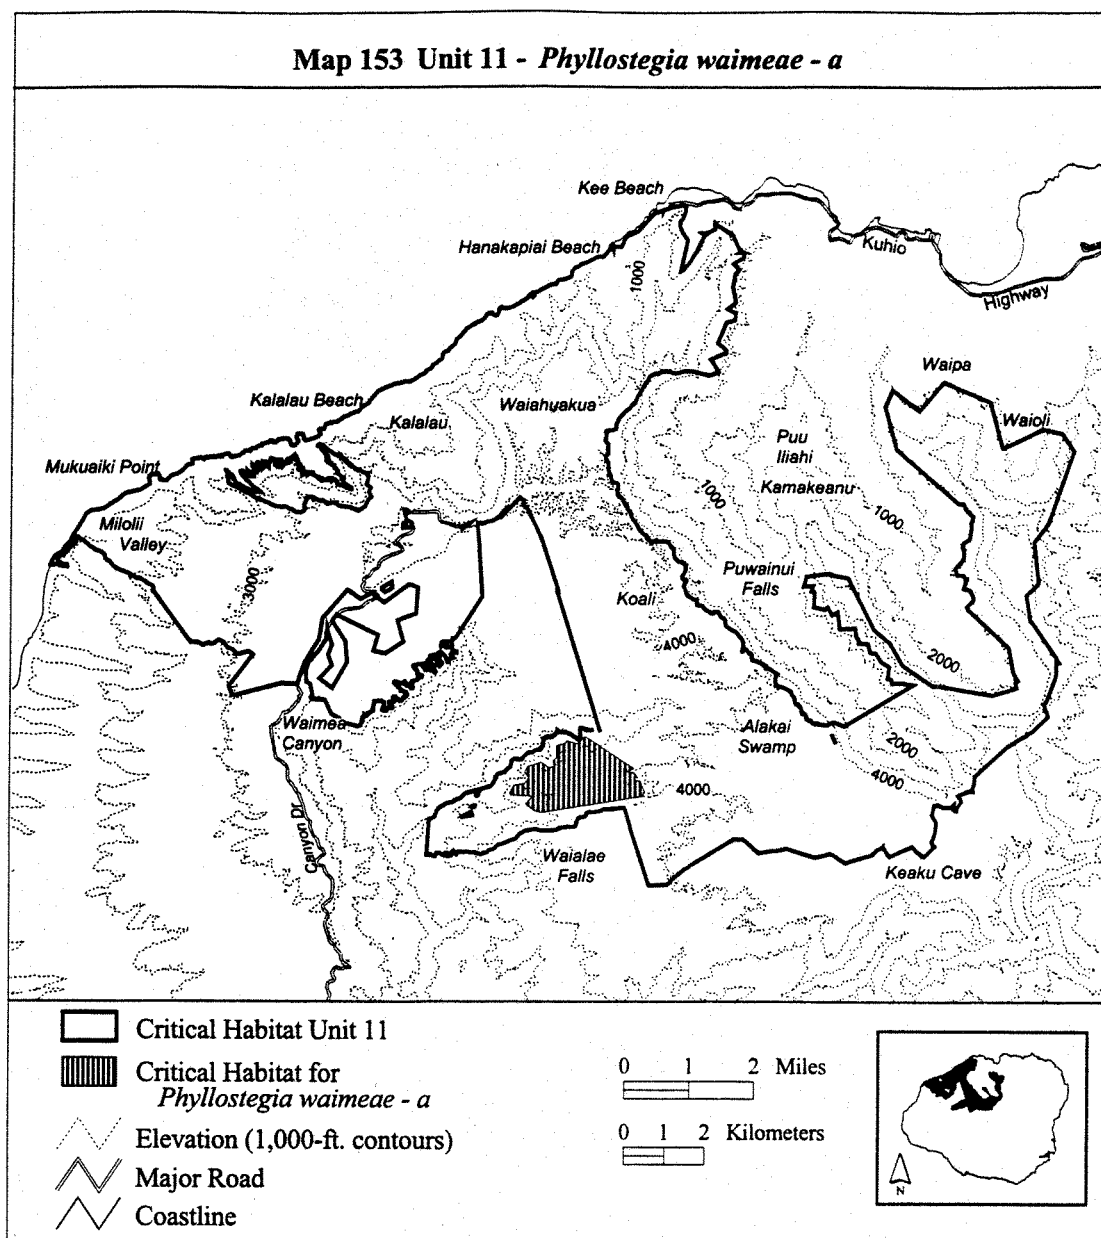 Map 153 Unit 11 - Phyllostegia waimeae - a
Kee Beach
Hanakapiai Beach
Kuhio
Highway
1000
Waipa
Kalalau Beach
Kalalau
Waiahuakua
Waioli
Puu
Iliahi
Mukuaiki Point
Kamakeanu
1000
1000
Milolii
Valley
3000
Puwainui
Falls
Koali
4000
2000
Waimea
Canyon
Alakai
Swamp
2000
4000
4000
Canyon Dr
Waialae
Falls
Keaku Cave
Critical Habitat Unit 11
Critical Habitat for
Phyllostegia waimeae - a
Elevation (1,000-ft. contours)
Major Road
Coastline
0 1 2 Miles
0 1 2 Kilometers
N